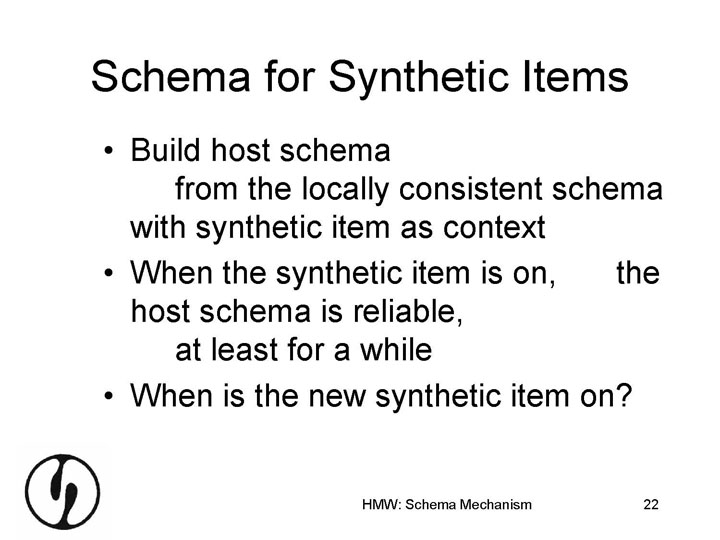 Schema for Synthetic Items
• Build host schema
from the locally consistent schema
with synthetic item as context
• When the synthetic item is on, the
host schema is reliable,
at least for a while
• When is the new synthetic item on?
HMW: Schema Mechanism 22